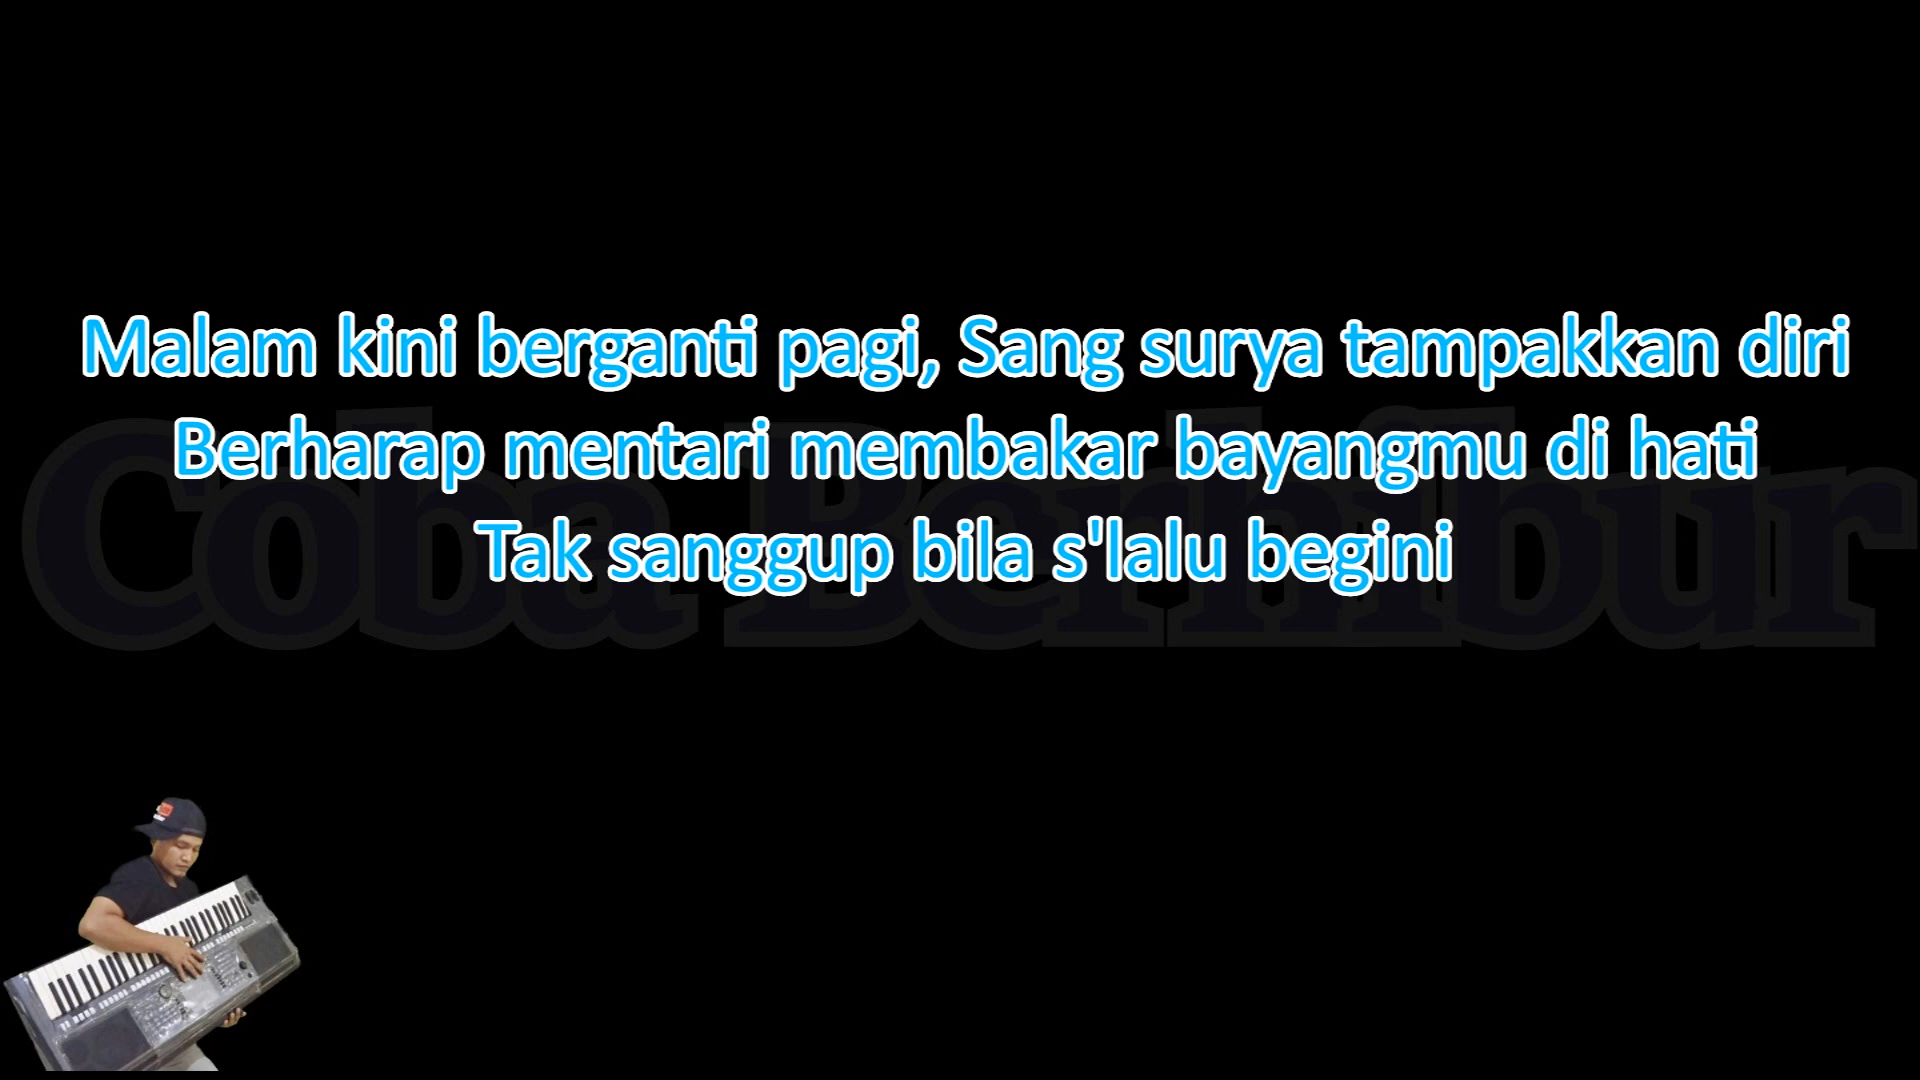 Malam kini berganti pagi, Sang surya tampakkan diri
Berharap mentari membakar bayangmu di hati
Tak sanggup bila s'lalu begini
Coba Berhibur